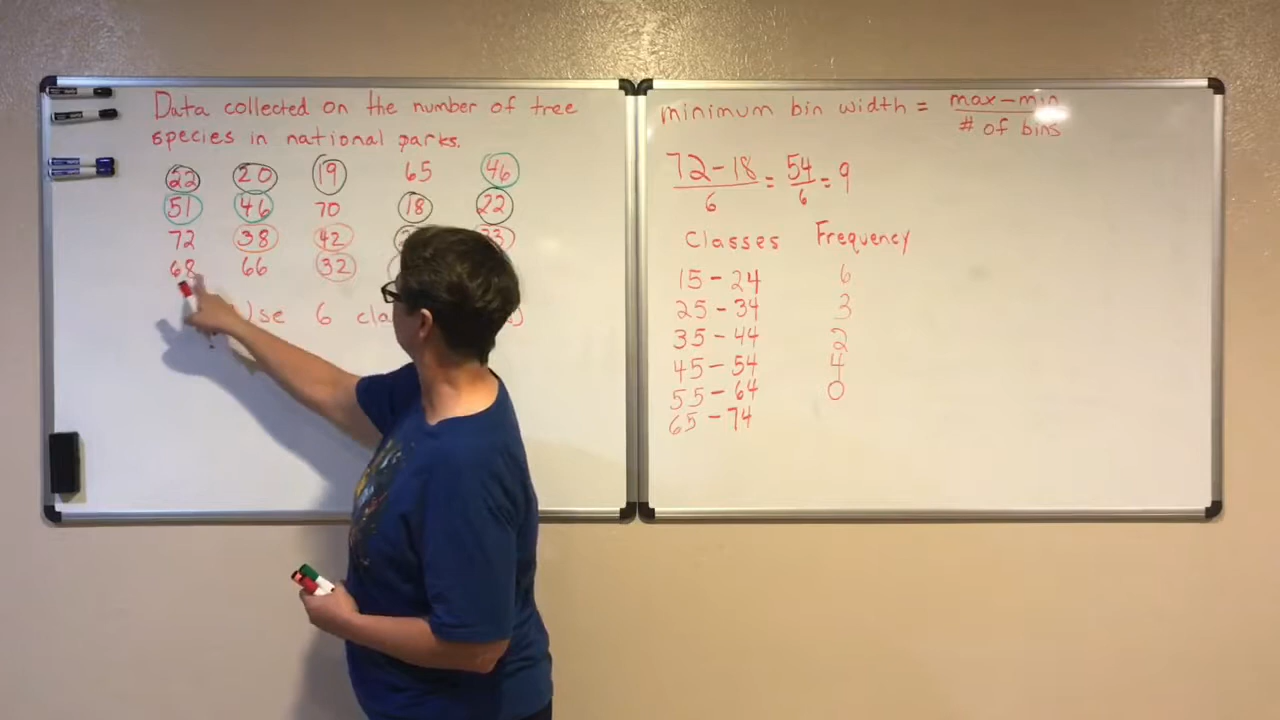 Data collected on the number of tree
species in national parks.
22 20 19 65 46
51 46 70 18 22
72 38 42 33
68 66 32
Use 6
minimum bin width = max - min
# of bins
72 - 18 = 54 = 9
6 6
Classes Frequency
15 - 24 6
25 - 34 3
35 - 44 2
45 - 54 4
55 - 64 0
65 - 74